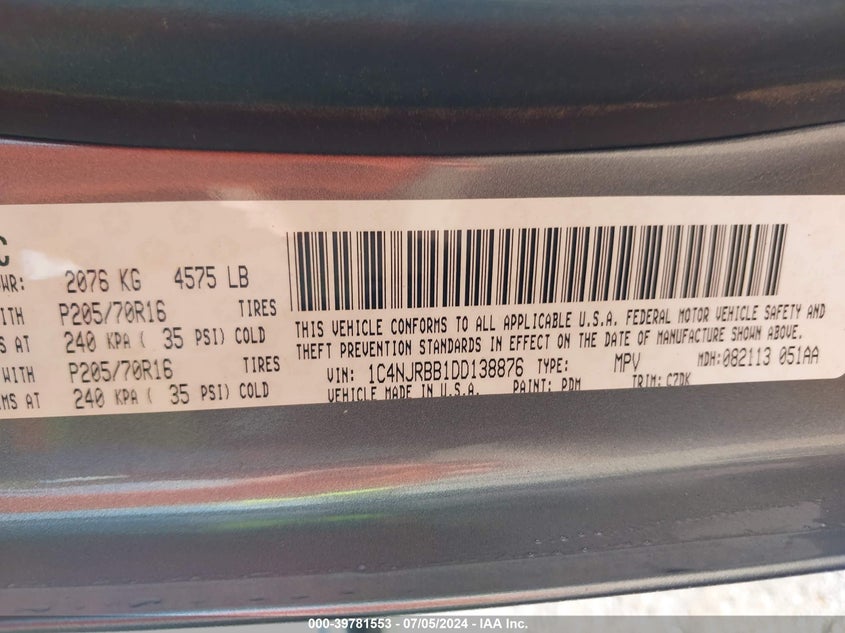 C
WR: 2076 KG 4575 LB
WITH P205/70R16 TIRES
MS AT 240 KPA ( 35 PSI) COLD
WITH P205/70R16 TIRES
IMS AT 240 KPA ( 35 PSI) COLD
THIS VEHICLE CONFORMS TO ALL APPLICABLE U.S.A. FEDERAL MOTOR VEHICLE SAFETY AND
THEFT PREVENTION STANDARDS IN EFFECT ON THE DATE OF MANUFACTURE SHOWN ABOVE.
VIN: 1C4NJRBB1DD138876 TYPE: MPV MDH:082113 051AA
VEHICLE MADE IN U.S.A. PAINT: PDM TRIM: C7DK
000-39781553 - 07/05/2024 - IAA Inc.